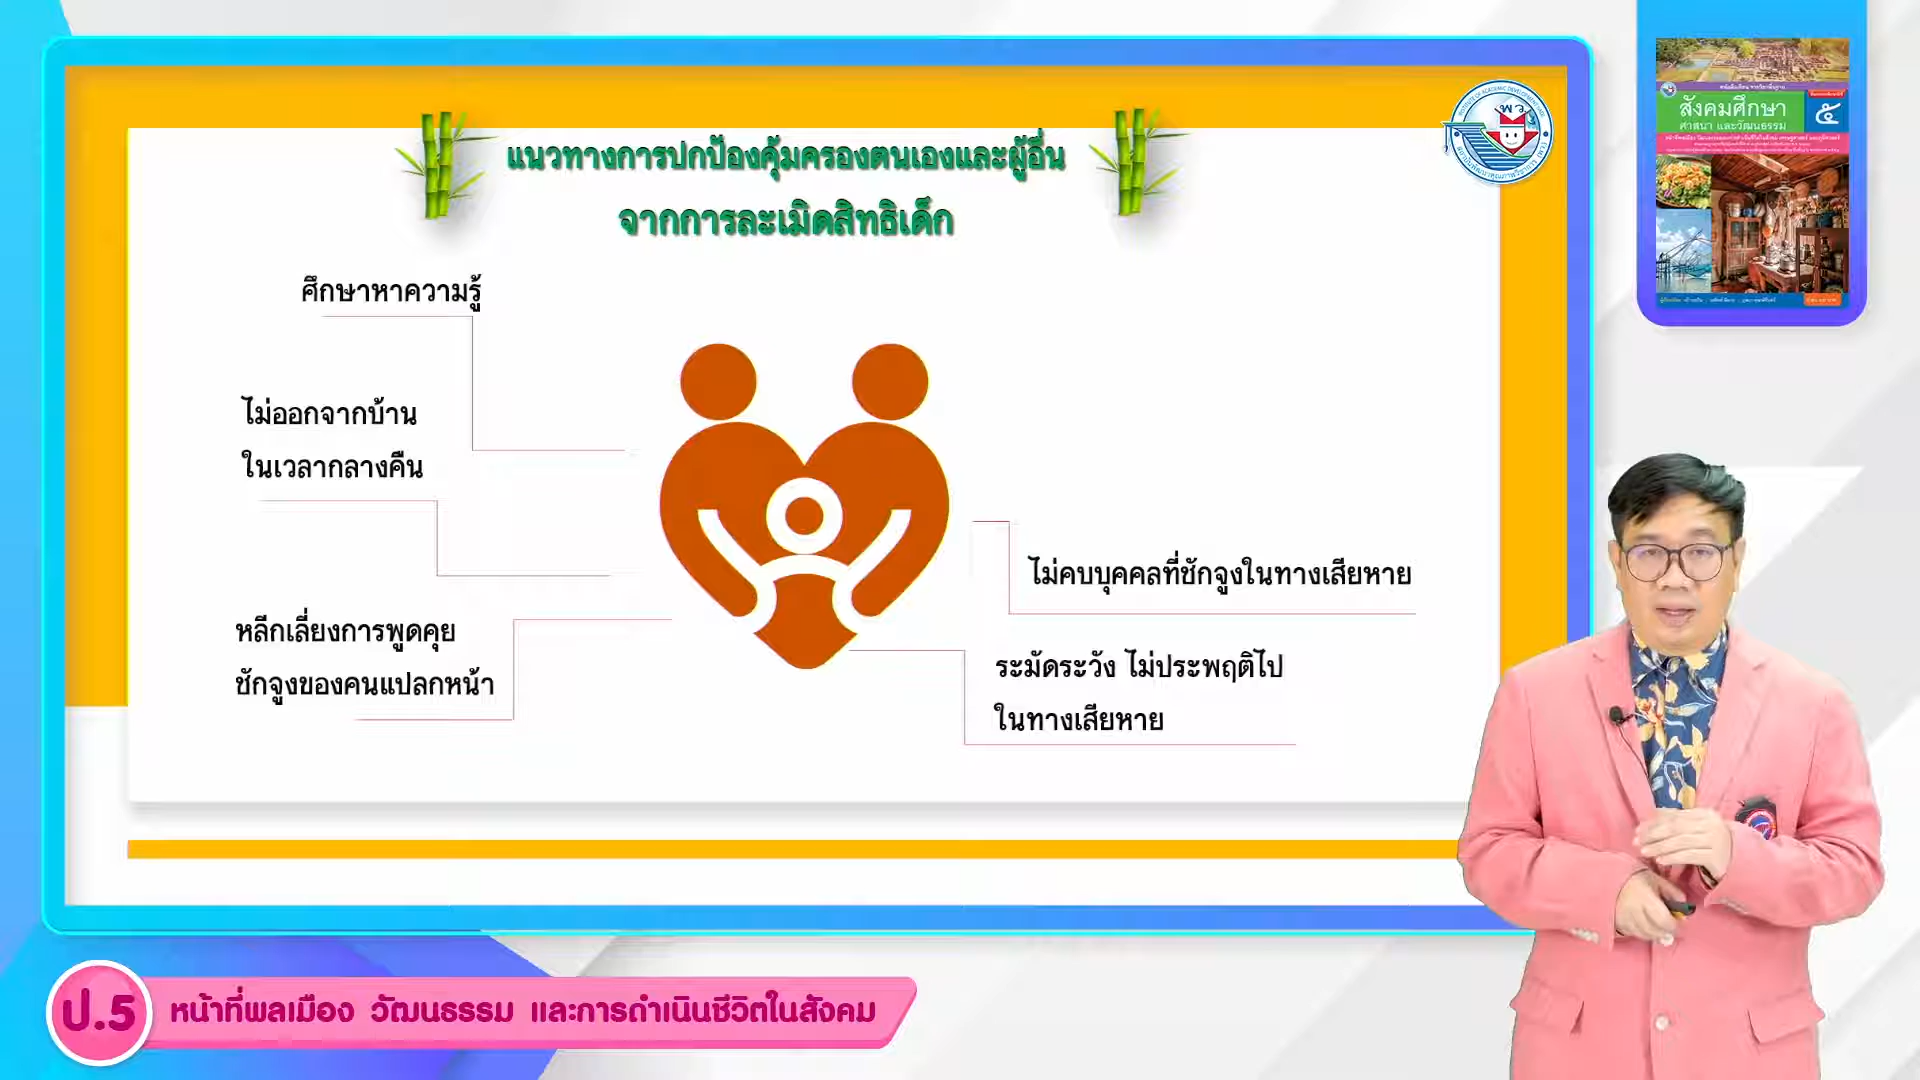 แนวทางการปกป้องคุ้มครองตนเองและผู้อื่น
จากการละเมิดสิทธิเด็ก
ศึกษาหาความรู้
ไม่ออกจากบ้าน
ในเวลากลางคืน
หลีกเลี่ยงการพูดคุย
ชักจูงของคนแปลกหน้า
ไม่คบบุคคลที่ชักจูงในทางเสียหาย
ระมัดระวัง ไม่ประพฤติไป
ในทางเสียหาย
พว
สังคมศึกษา
ศาสนา และวัฒนธรรม
๕
ป.5
หน้าที่พลเมือง วัฒนธรรม และการดำเนินชีวิตในสังคม